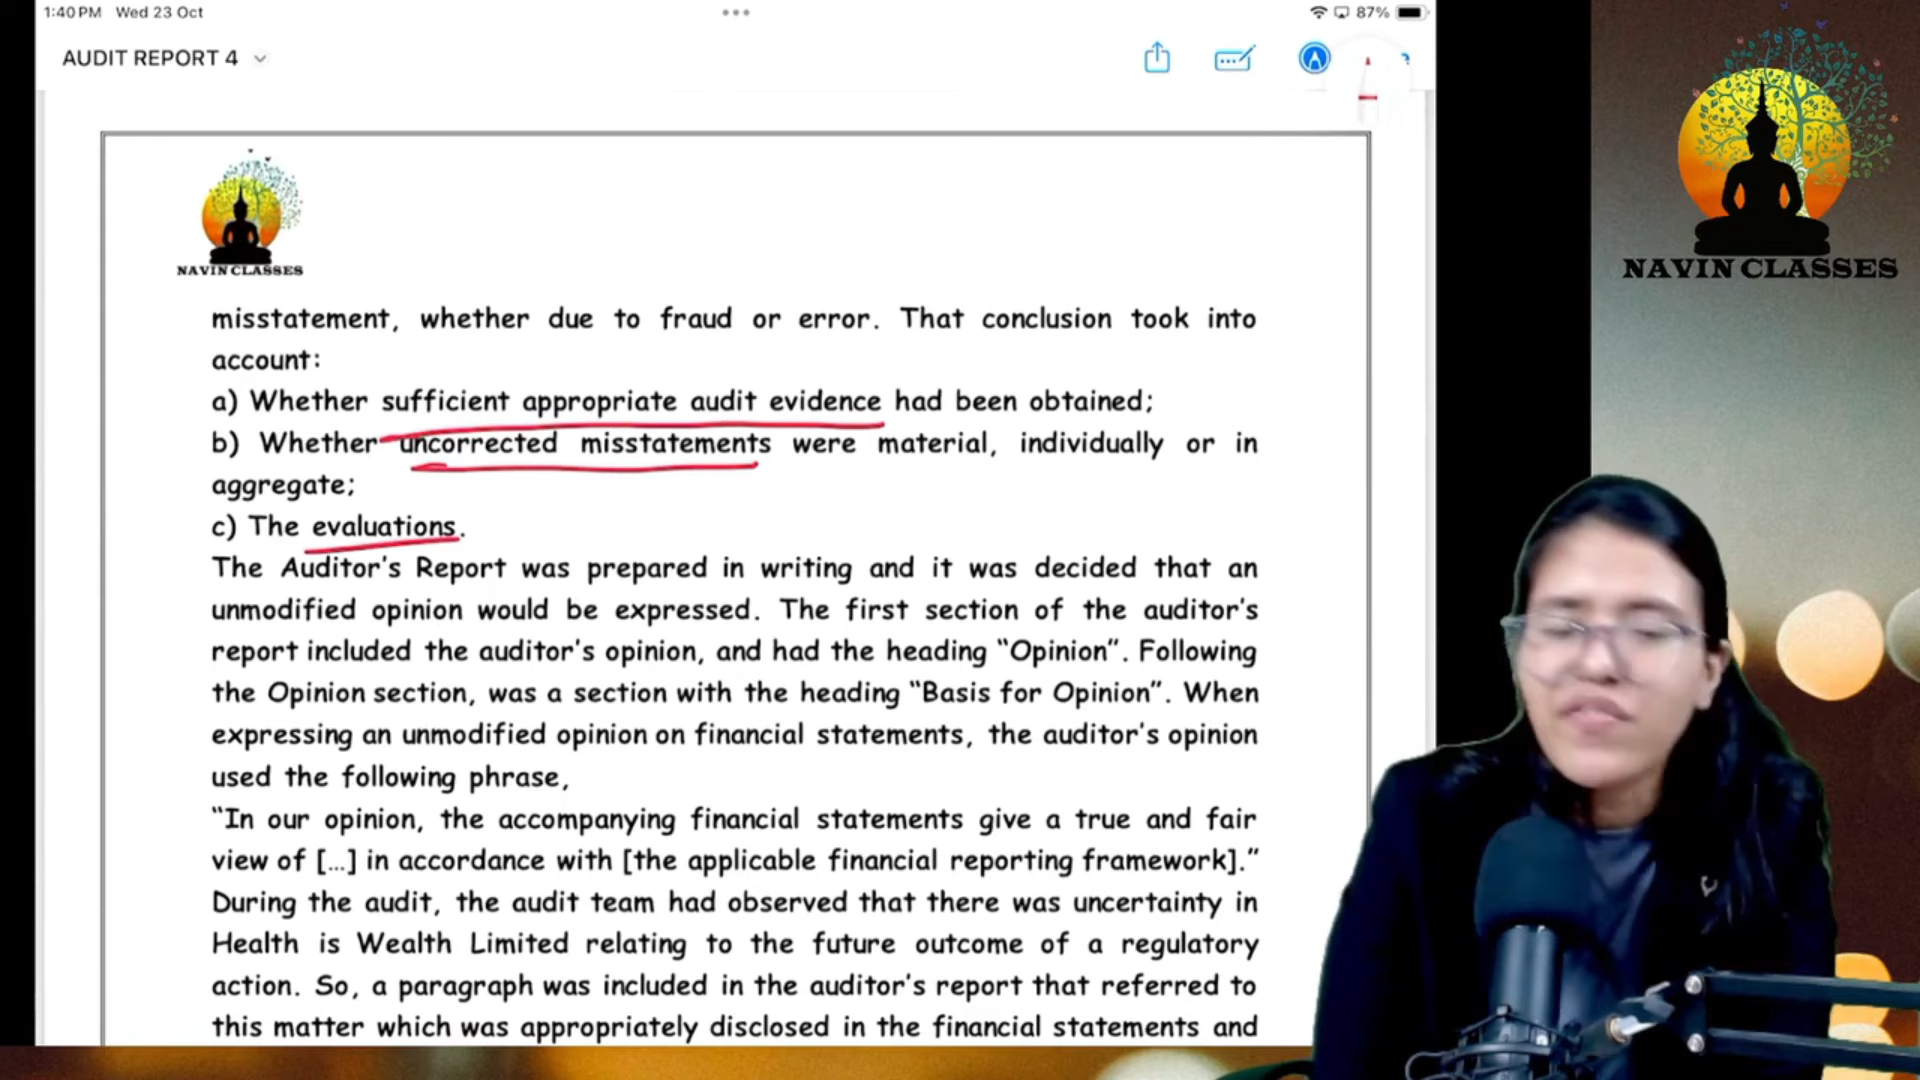 1:40 PM Wed 23 Oct
87%
AUDIT REPORT 4
NAVIN CLASSES
NAVIN CLASSES
misstatement, whether due to fraud or error. That conclusion took into
account:
a) Whether sufficient appropriate audit evidence had been obtained;
b) Whether uncorrected misstatements were material, individually or in
aggregate;
c) The evaluations.
The Auditor's Report was prepared in writing and it was decided that an
unmodified opinion would be expressed. The first section of the auditor's
report included the auditor's opinion, and had the heading “Opinion”. Following
the Opinion section, was a section with the heading “Basis for Opinion”. When
expressing an unmodified opinion on financial statements, the auditor's opinion
used the following phrase,
“In our opinion, the accompanying financial statements give a true and fair
view of […] in accordance with [the applicable financial reporting framework].”
During the audit, the audit team had observed that there was uncertainty in
Health is Wealth Limited relating to the future outcome of a regulatory
action. So, a paragraph was included in the auditor's report that referred to
this matter which was appropriately disclosed in the financial statements and